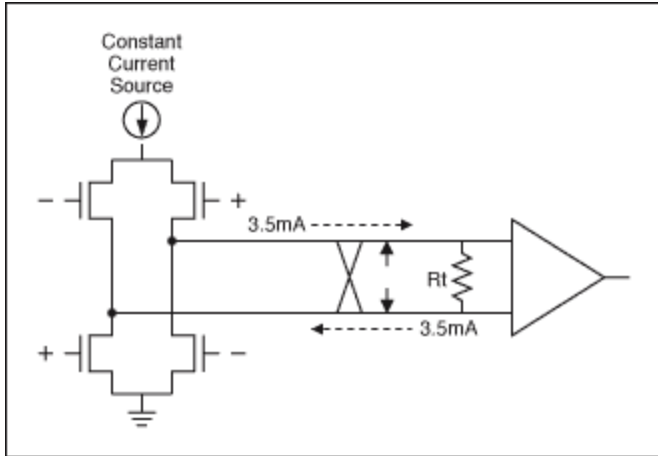 Constant
Current
Source
− +
3.5mA
Rt
3.5mA
+ −